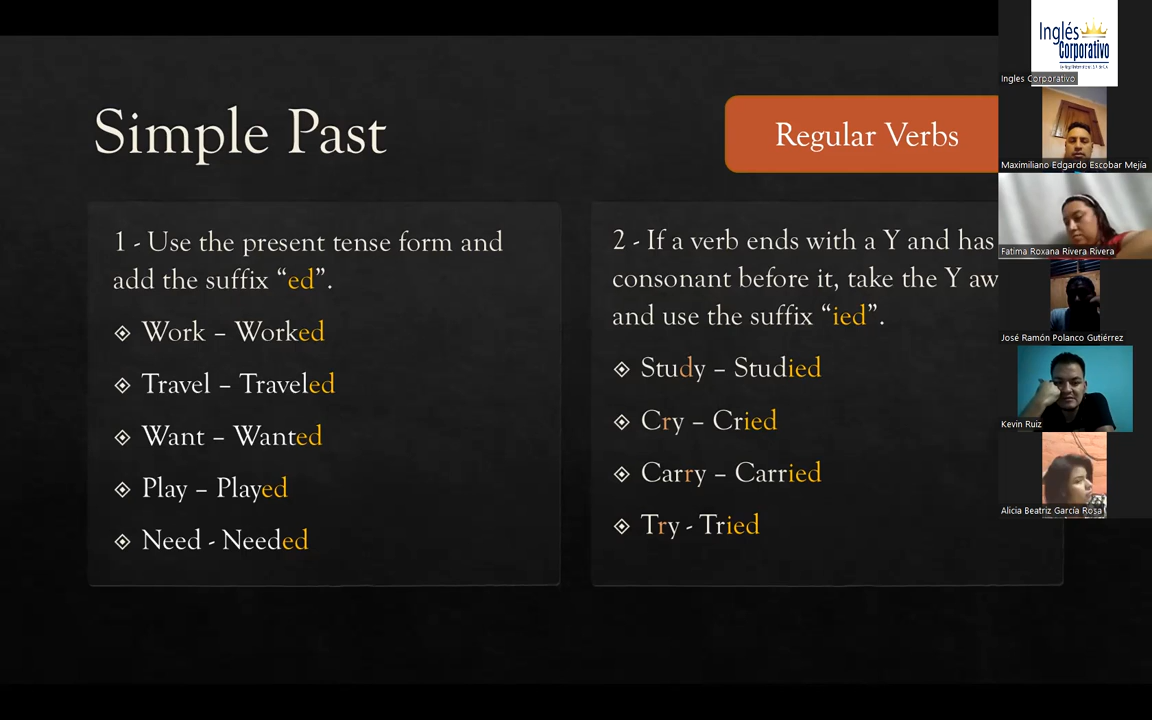 Simple Past
Regular Verbs
1 - Use the present tense form and
add the suffix “ed”.
Work – Worked
Travel – Traveled
Want – Wanted
Play – Played
Need - Needed
2 - If a verb ends with a Y and has
consonant before it, take the Y aw
and use the suffix “ied”.
Study – Studied
Cry – Cried
Carry – Carried
Try - Tried
Inglés
Corporativo
Ingles Corporativo
Maximiliano Edgardo Escobar Mejía
Fatima Roxana Rivera Rivera
José Ramón Polanco Gutiérrez
Kevin Ruiz
Alicia Beatriz García Rosa